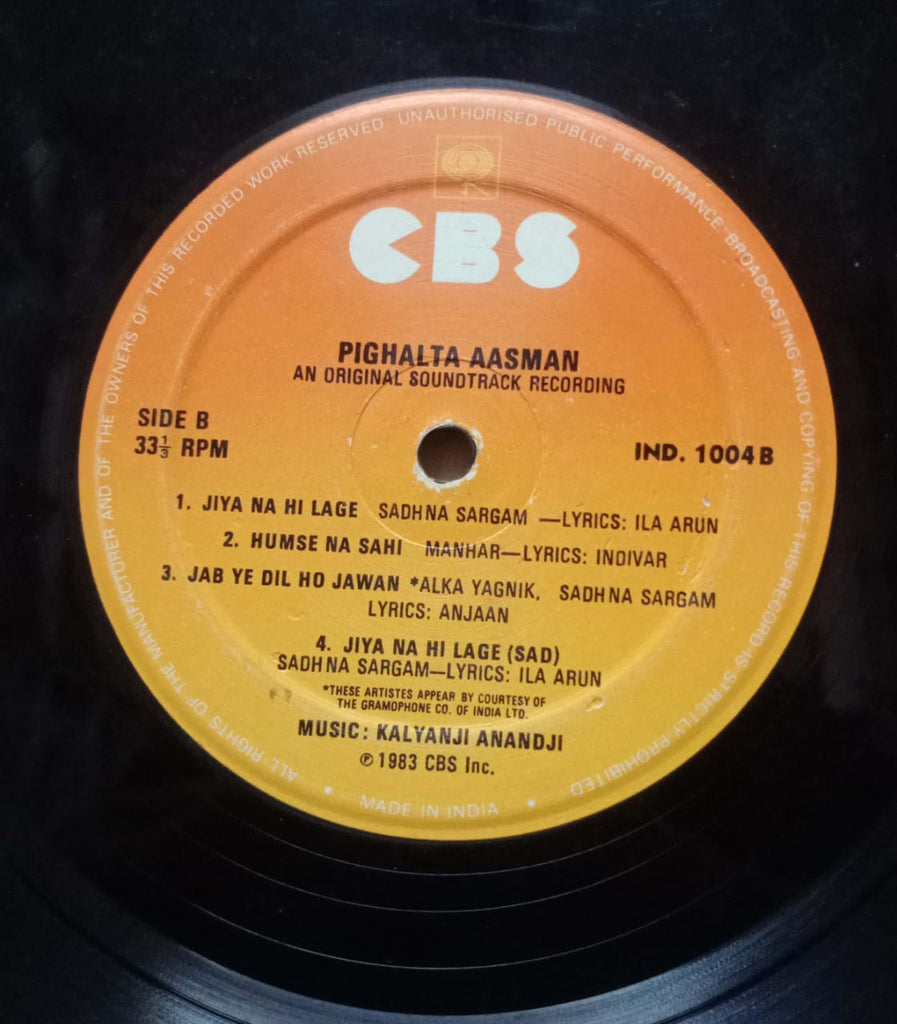 ALL RIGHTS OF THE MANUFACTURER AND OF THE OWNERS OF THIS RECORDED WORK RESERVED UNAUTHORISED PUBLIC PERFORMANCE BROADCASTING AND COPYING OF THIS RECORD IS STRICTLY PROHIBITED
CBS
PIGHALTA AASMAN
AN ORIGINAL SOUNDTRACK RECORDING
SIDE B
33⅓ RPM
IND. 1004 B
1. JIYA NA HI LAGE SADHNA SARGAM —LYRICS: ILA ARUN
2. HUMSE NA SAHI MANHAR—LYRICS: INDIVAR
3. JAB YE DIL HO JAWAN *ALKA YAGNIK, SADHNA SARGAM
LYRICS: ANJAAN
4. JIYA NA HI LAGE (SAD)
SADHNA SARGAM—LYRICS: ILA ARUN
*THESE ARTISTES APPEAR BY COURTESY OF
THE GRAMOPHONE CO. OF INDIA LTD.
MUSIC: KALYANJI ANANDJI
℗ 1983 CBS Inc.
• MADE IN INDIA •